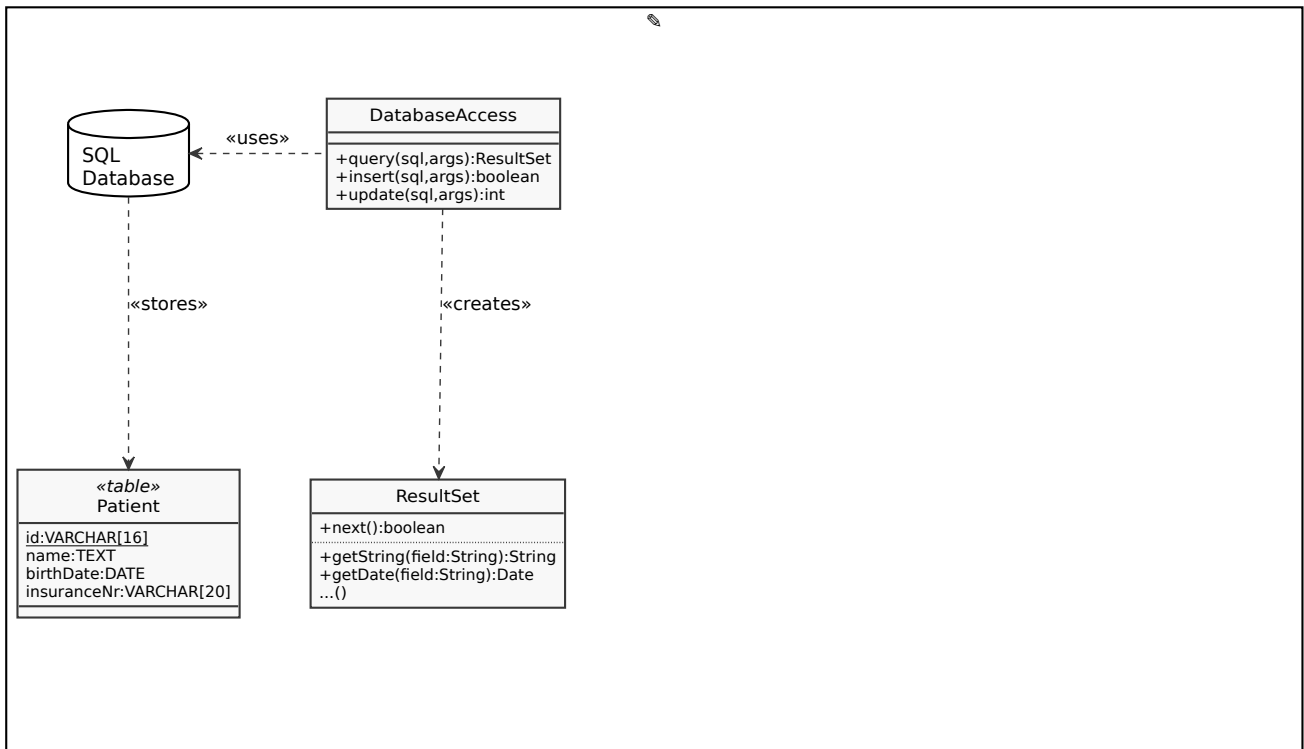 ✎
SQL
Database
«uses»
DatabaseAccess
+query(sql,args):ResultSet
+insert(sql,args):boolean
+update(sql,args):int
«stores»
«creates»
«table»
Patient
id:VARCHAR[16]
name:TEXT
birthDate:DATE
insuranceNr:VARCHAR[20]
ResultSet
+next():boolean
+getString(field:String):String
+getDate(field:String):Date
...()